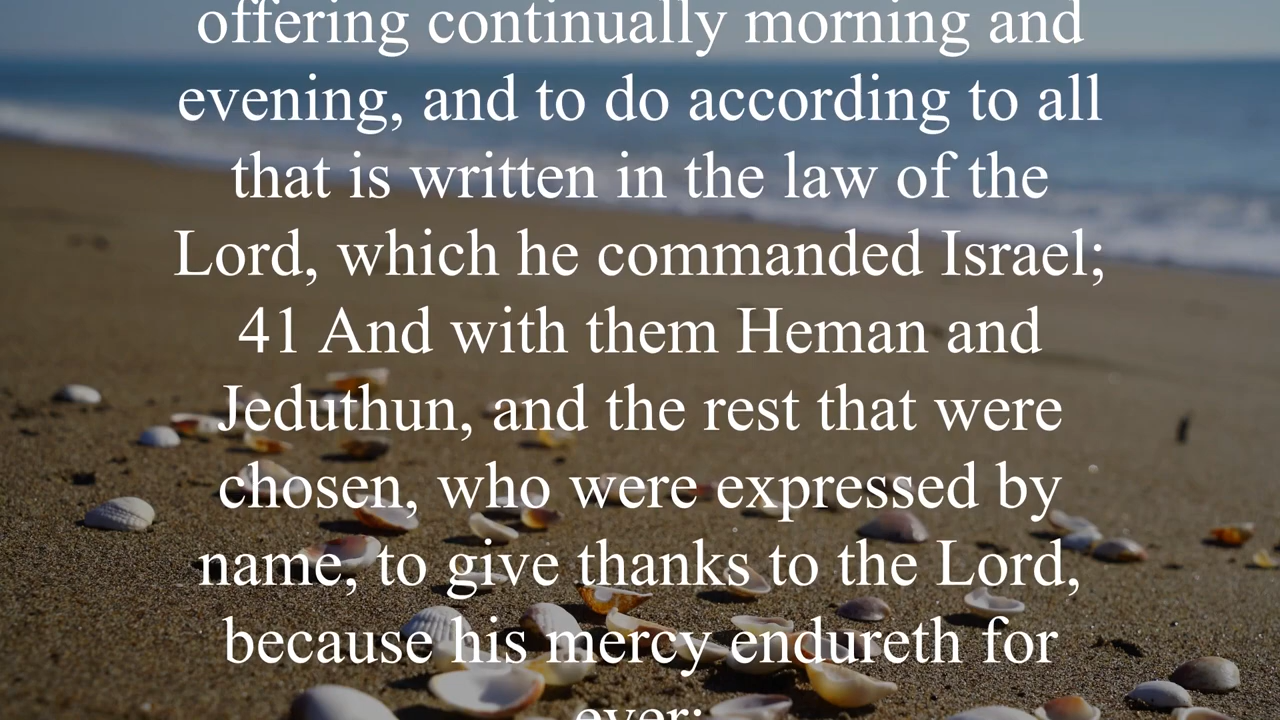 offering continually morning and
evening, and to do according to all
that is written in the law of the
Lord, which he commanded Israel;
41 And with them Heman and
Jeduthun, and the rest that were
chosen, who were expressed by
name, to give thanks to the Lord,
because his mercy endureth for
ever;